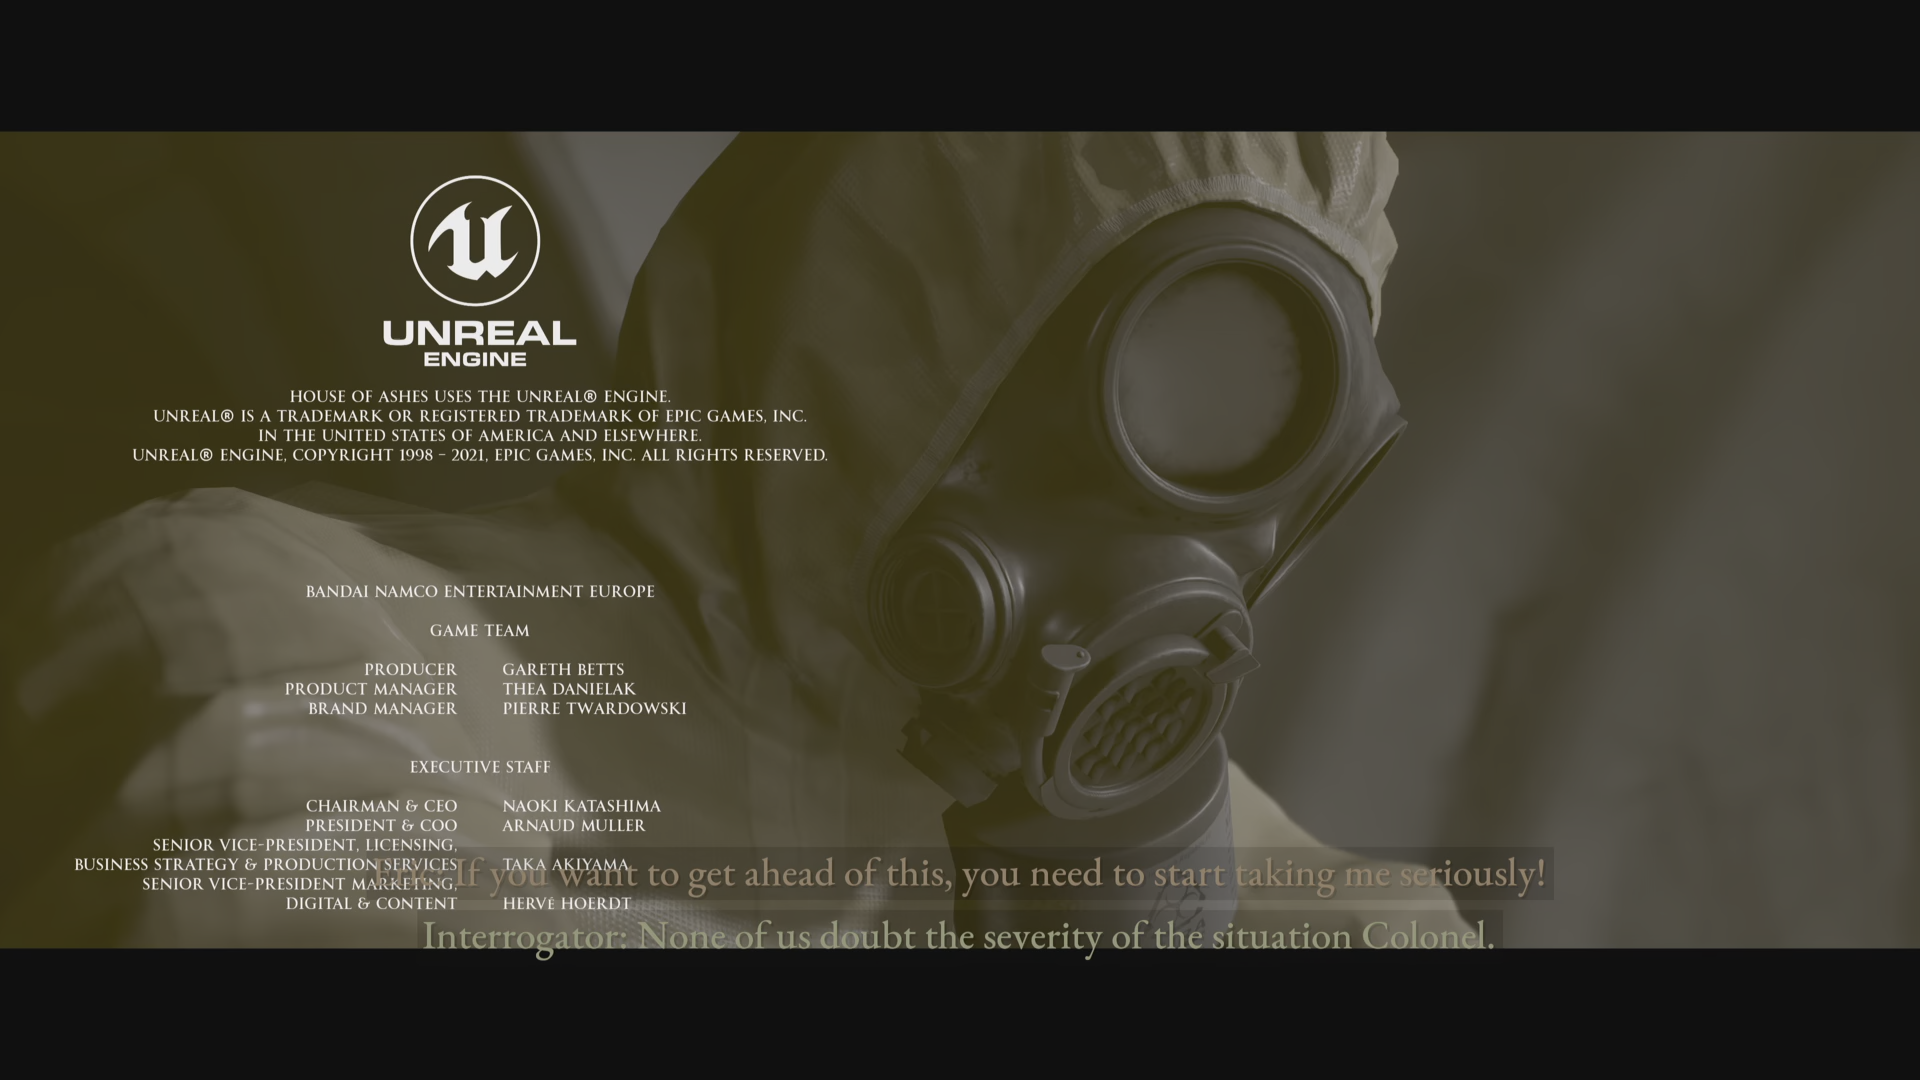 UNREAL
ENGINE
HOUSE OF ASHES USES THE UNREAL® ENGINE.
UNREAL® IS A TRADEMARK OR REGISTERED TRADEMARK OF EPIC GAMES, INC.
IN THE UNITED STATES OF AMERICA AND ELSEWHERE.
UNREAL® ENGINE, COPYRIGHT 1998 - 2021, EPIC GAMES, INC. ALL RIGHTS RESERVED.
BANDAI NAMCO ENTERTAINMENT EUROPE
GAME TEAM
PRODUCER GARETH BETTS
PRODUCT MANAGER THEA DANIELAK
BRAND MANAGER PIERRE TWARDOWSKI
EXECUTIVE STAFF
CHAIRMAN & CEO NAOKI KATASHIMA
PRESIDENT & COO ARNAUD MULLER
SENIOR VICE-PRESIDENT, LICENSING,
BUSINESS STRATEGY & PRODUCTION SERVICES TAKA AKIYAMA
SENIOR VICE-PRESIDENT MARKETING,
DIGITAL & CONTENT HERVÉ HOERDT
Eric: If you want to get ahead of this, you need to start taking me seriously!
Interrogator: None of us doubt the severity of the situation Colonel.